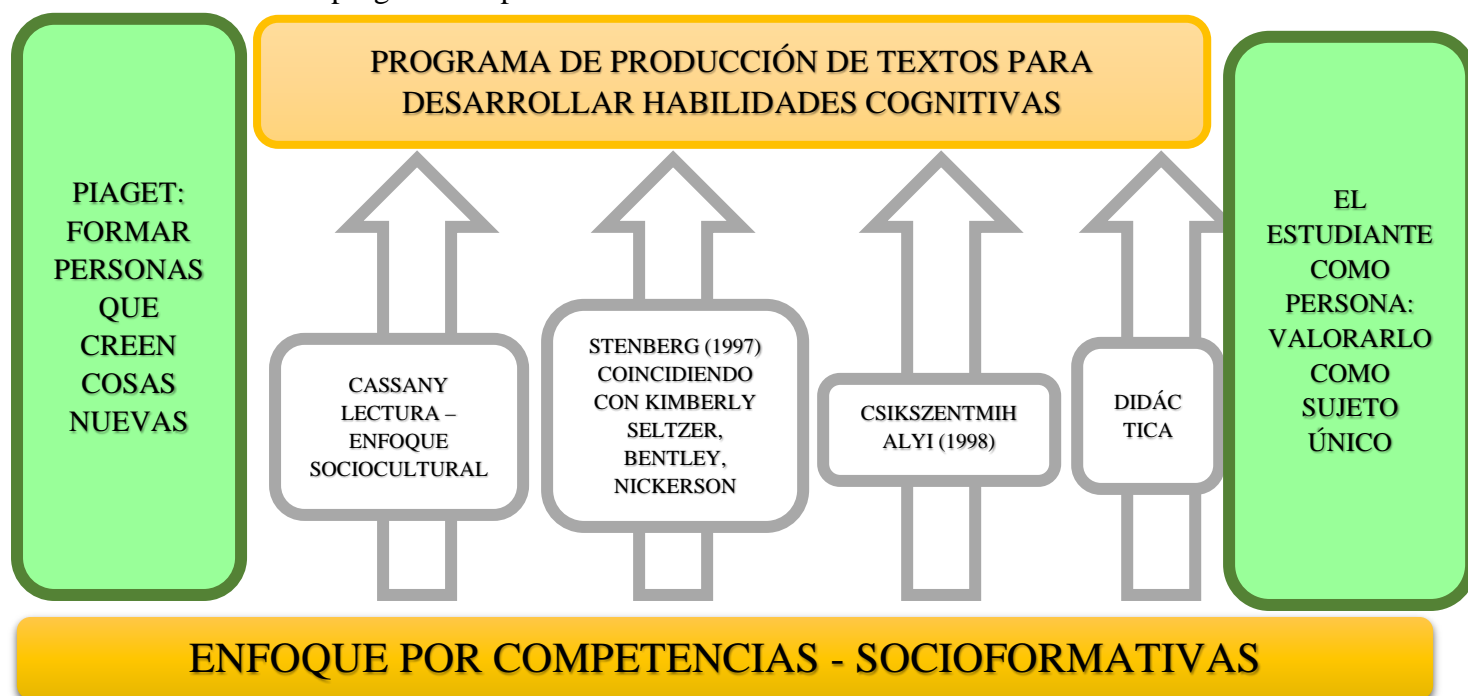 PROGRAMA DE PRODUCCIÓN DE TEXTOS PARA
DESARROLLAR HABILIDADES COGNITIVAS
PIAGET:
FORMAR
PERSONAS
QUE
CREEN
COSAS
NUEVAS
CASSANY
LECTURA –
ENFOQUE
SOCIOCULTURAL
STENBERG (1997)
COINCIDIENDO
CON KIMBERLY
SELTZER,
BENTLEY,
NICKERSON
CSIKSZENTMIH
ALYI (1998)
DIDÁC
TICA
EL
ESTUDIANTE
COMO
PERSONA:
VALORARLO
COMO
SUJETO
ÚNICO
ENFOQUE POR COMPETENCIAS - SOCIOFORMATIVAS